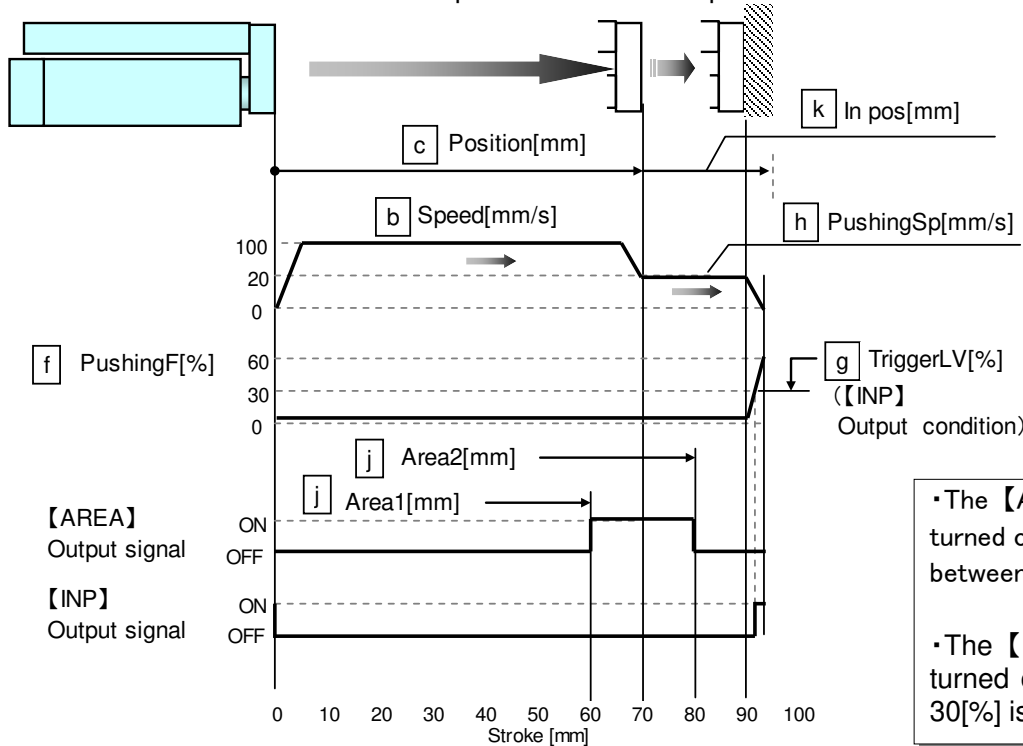 k In pos[mm]
c Position[mm]
b Speed[mm/s]
h PushingSp[mm/s]
100
20
0
f PushingF[%]
60
30
0
g TriggerLV[%]
(【INP】
Output condition)
j Area2[mm]
j Area1[mm]
【AREA】
Output signal
ON
OFF
【INP】
Output signal
ON
OFF
・The 【
turned
between
・The 【
turned
30[%] is
0 10 20 30 40 50 60 70 80 90 100
Stroke [mm]